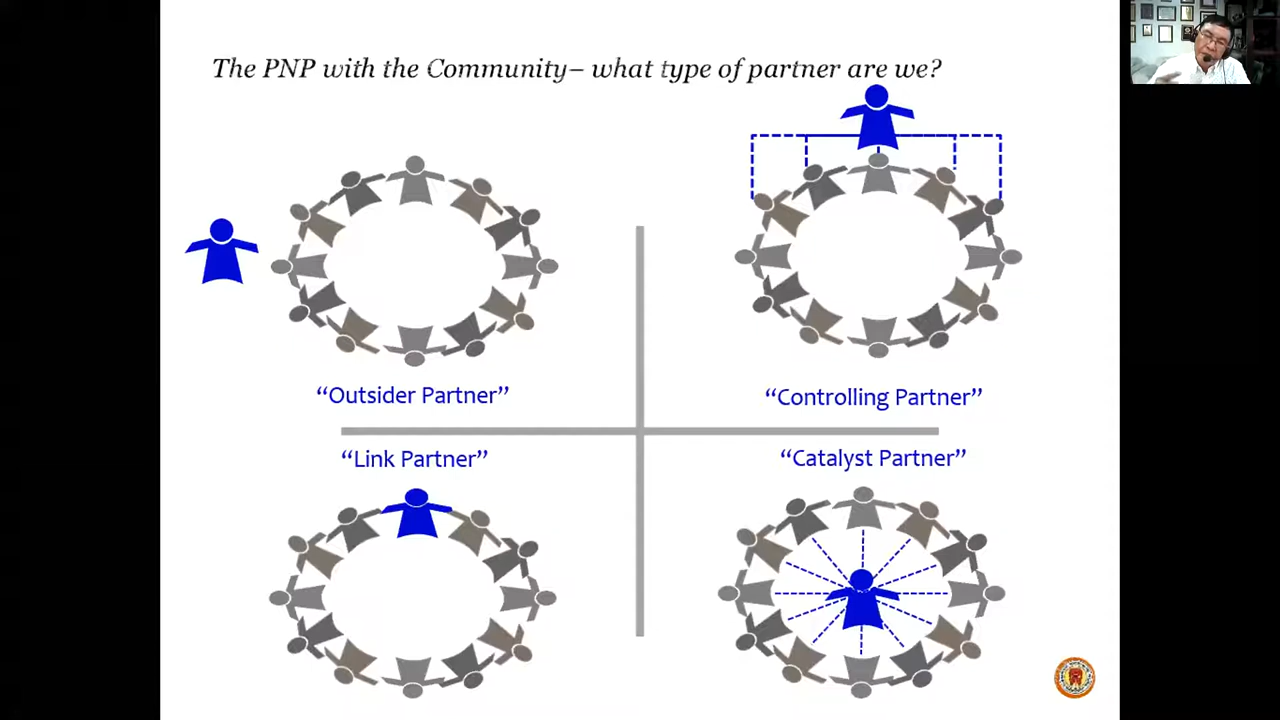 The PNP with the Community– what type of partner are we?
“Outsider Partner”
“Controlling Partner”
“Link Partner”
“Catalyst Partner”